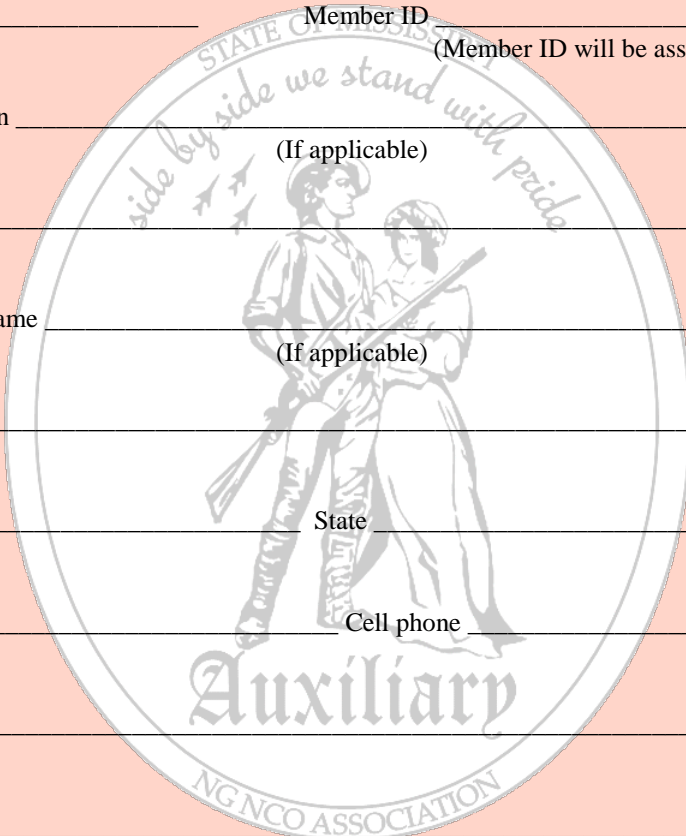 Member ID
STATE OF MISSISSIPPI
(Member ID will be ass
side by side we stand with pride
n
(If applicable)
ame
(If applicable)
State
Cell phone
Auxiliary
NG NCO ASSOCIATION